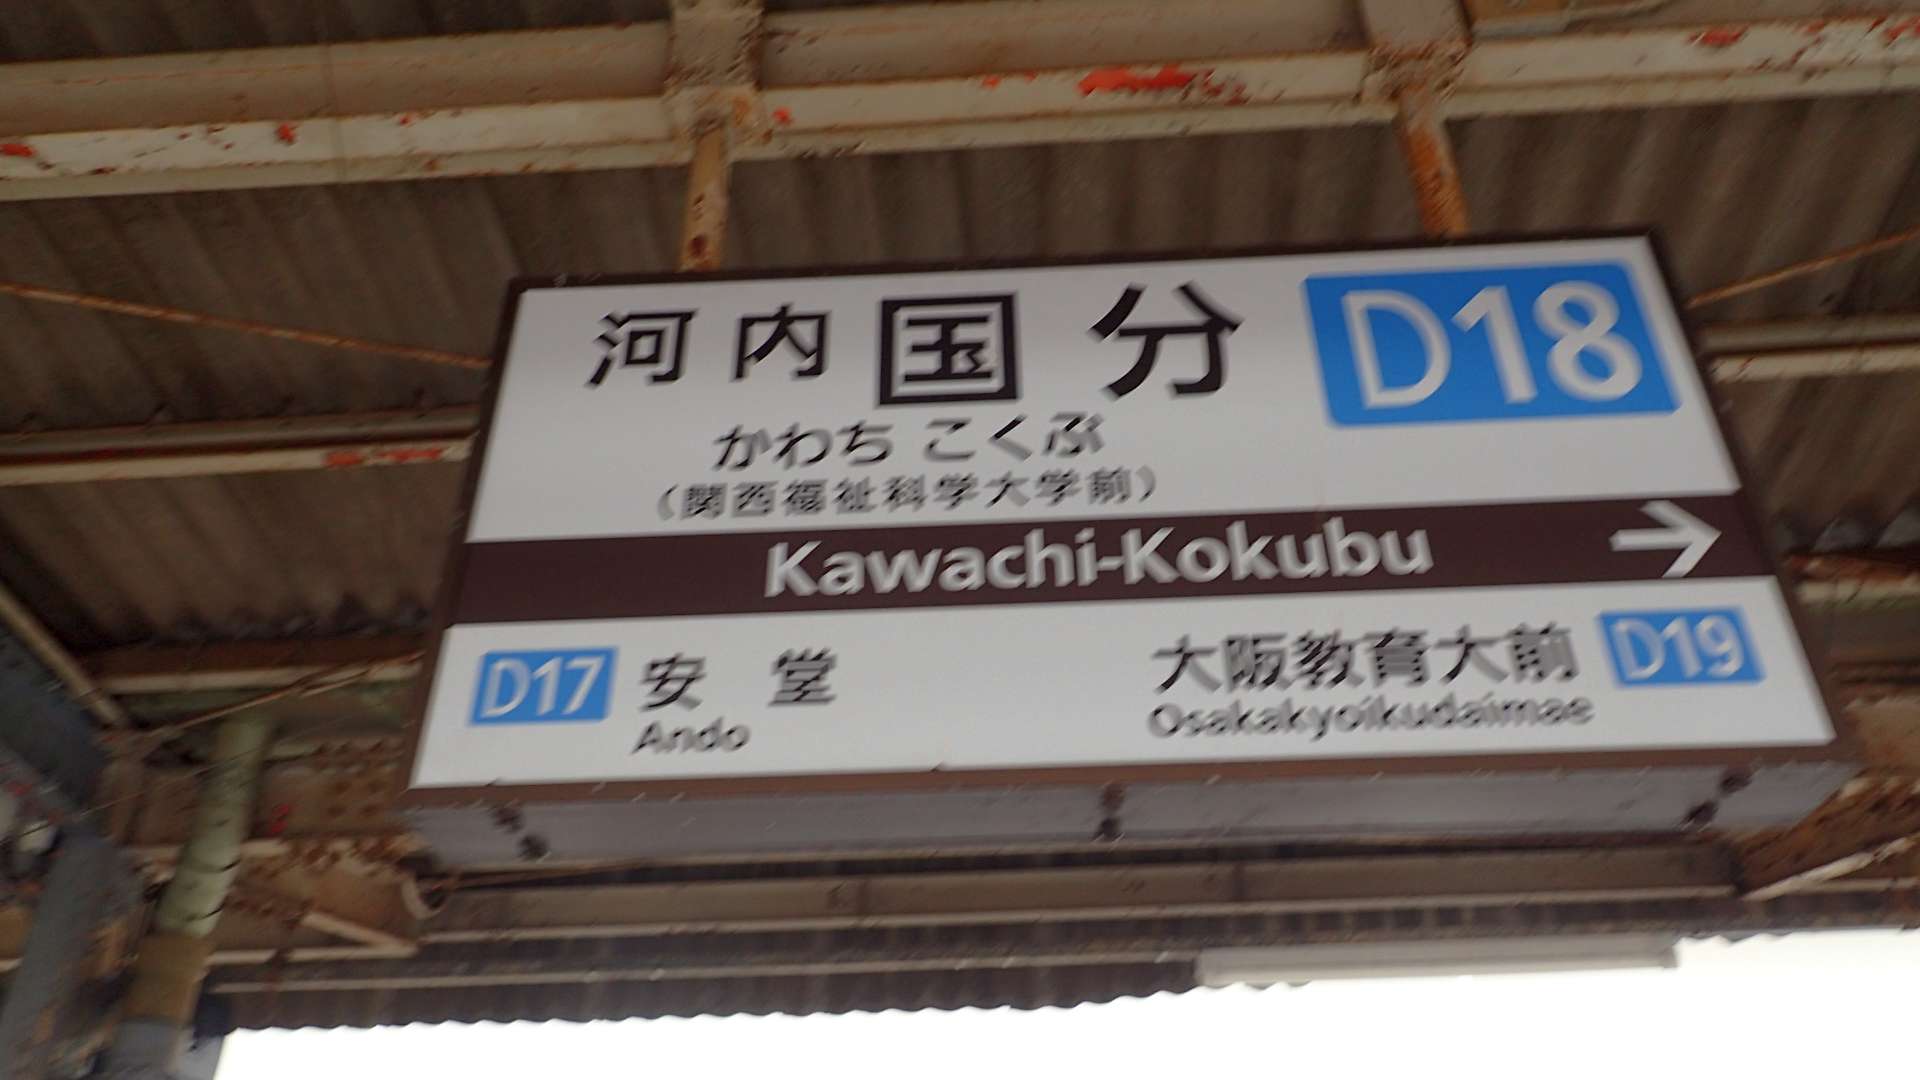 河内国分 D18
かわち こくぶ
（関西福祉科学大学前）
Kawachi-Kokubu →
D17 安堂 大阪教育大前 D19
Ando Osakakyoikudaimae